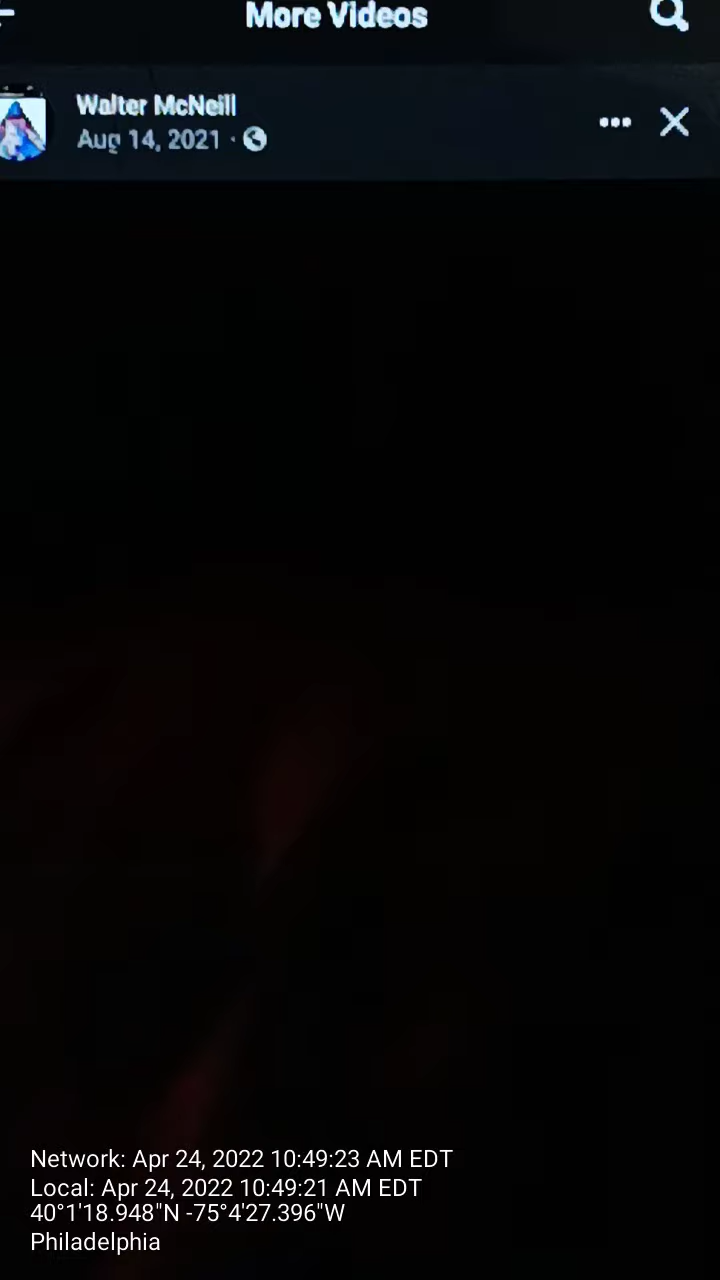 More Videos
Walter McNeill
Aug 14, 2021 ·
Network: Apr 24, 2022 10:49:23 AM EDT
Local: Apr 24, 2022 10:49:21 AM EDT
40°1'18.948"N -75°4'27.396"W
Philadelphia